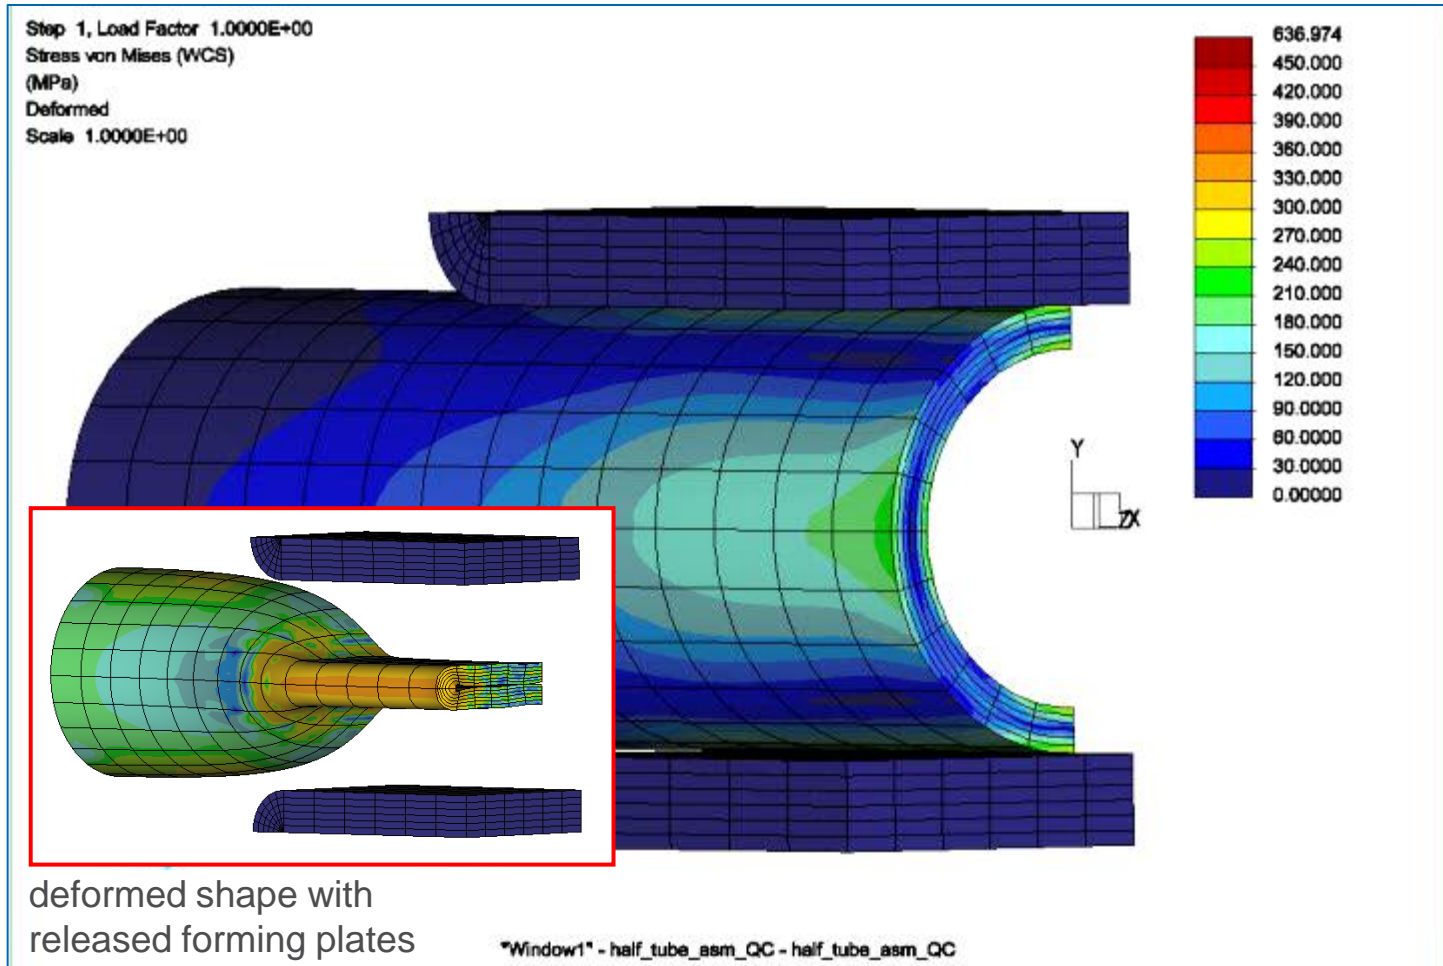 Step 1, Load Factor 1.0000E+00
Stress von Mises (WCS)
(MPa)
Deformed
Scale 1.0000E+00
636.974
450.000
420.000
390.000
360.000
330.000
300.000
270.000
240.000
210.000
180.000
150.000
120.000
90.0000
60.0000
30.0000
0.00000
Y
ZX
deformed shape with
released forming plates
"Window1" - half_tube_asm_QC - half_tube_asm_QC